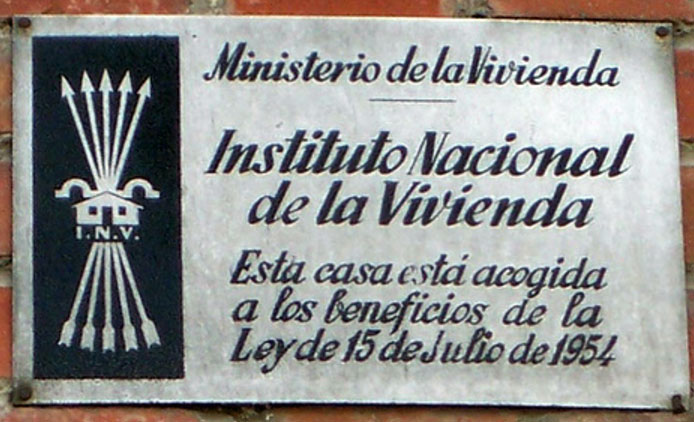 I.N.V.
Ministerio de la Vivienda
Instituto Nacional
de la Vivienda
Esta casa está acogida
a los beneficios de la
Ley de 15 de Julio de 1954